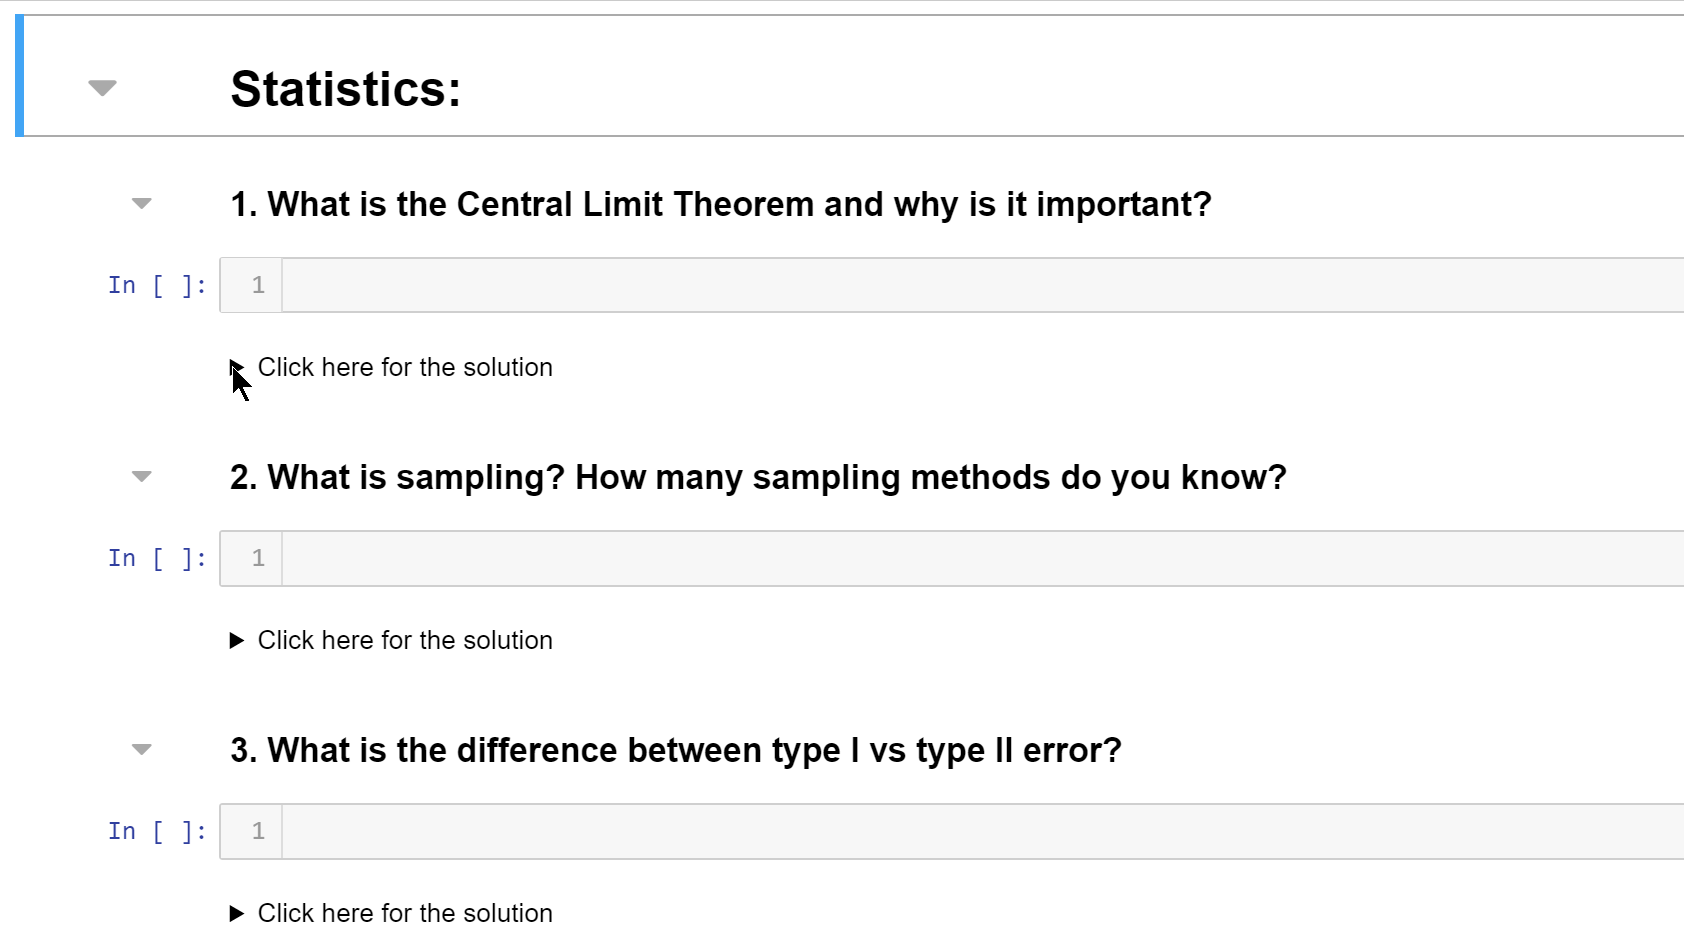 Statistics:
1. What is the Central Limit Theorem and why is it important?
In [ ]: 1
Click here for the solution
2. What is sampling? How many sampling methods do you know?
In [ ]: 1
Click here for the solution
3. What is the difference between type I vs type II error?
In [ ]: 1
Click here for the solution